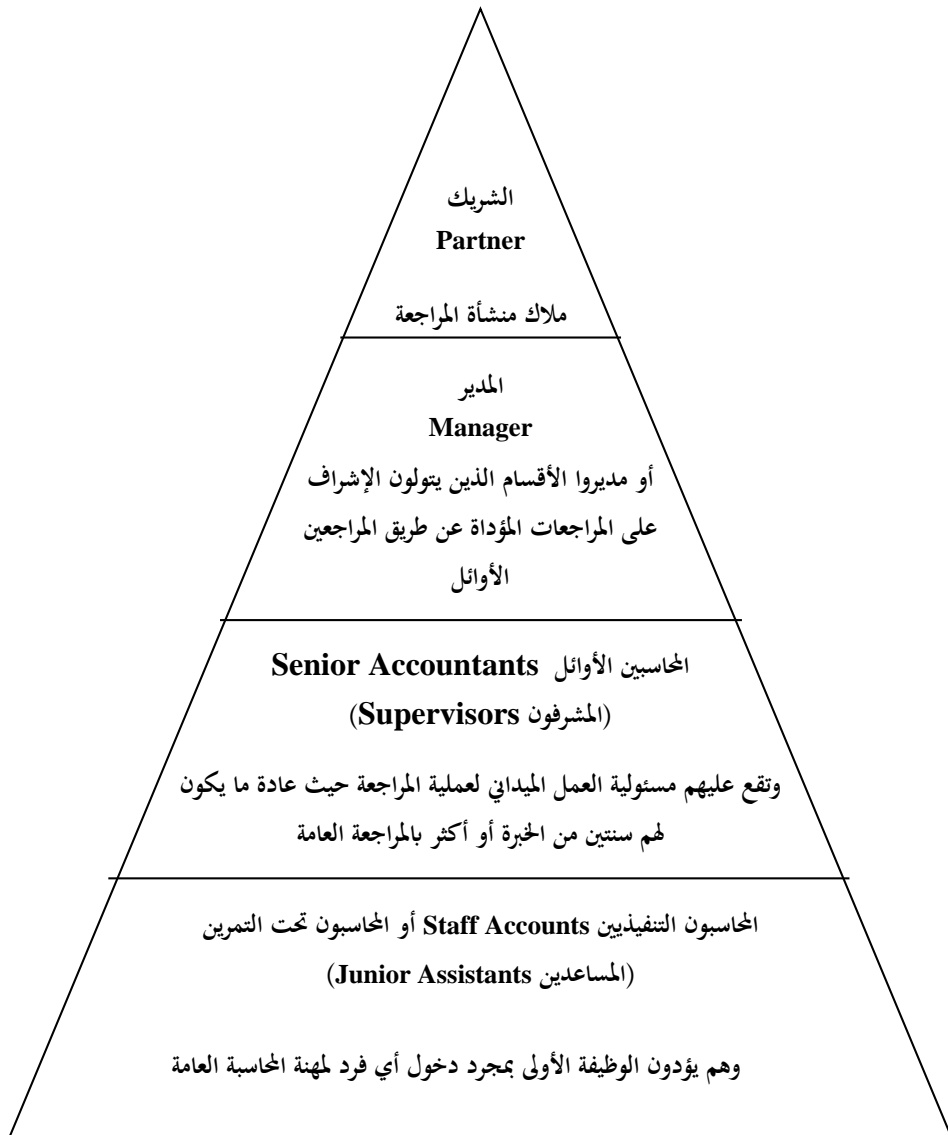 الشريك
Partner
ملاك منشأة المراجعة
المدير
Manager
أو مديروا الأقسام الذين يتولون الإشراف
على المراجعات المؤداة عن طريق المراجعين
الأوائل
المحاسبين الأوائل Senior Accountants
(المشرفون Supervisors)
وتقع عليهم مسئولية العمل الميداني لعملية المراجعة حيث عادة ما يكون
لهم سنتين من الخبرة أو أكثر بالمراجعة العامة
المحاسبون التنفيذيين Staff Accounts أو المحاسبون تحت التمرين
(المساعدين Junior Assistants)
وهم يؤدون الوظيفة الأولى بمجرد دخول أي فرد لمهنة المحاسبة العامة